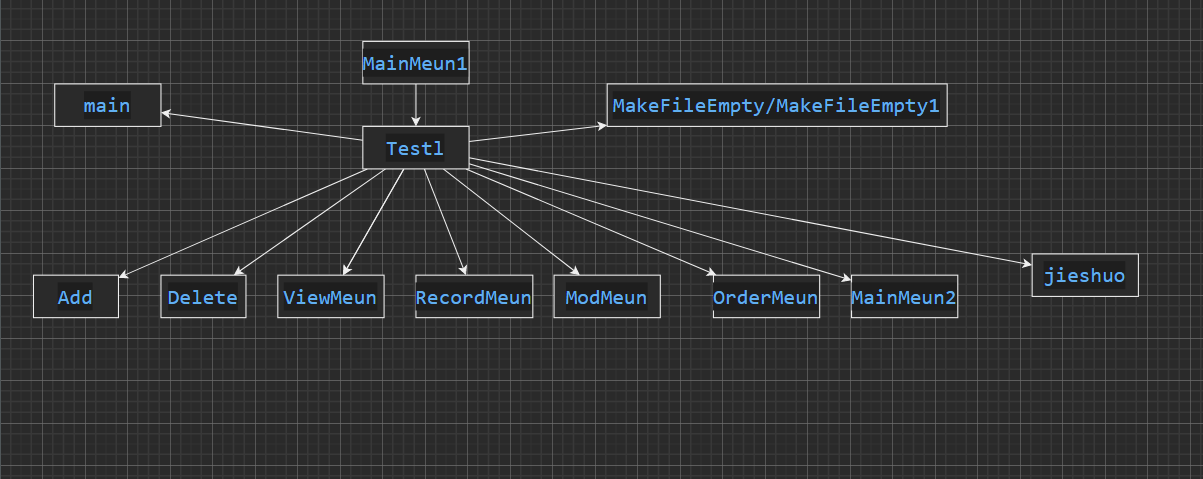 MainMeun1
main
MakeFileEmpty/MakeFileEmpty1
Testl
Add
Delete
ViewMeun
RecordMeun
ModMeun
OrderMeun
MainMeun2
jieshuo